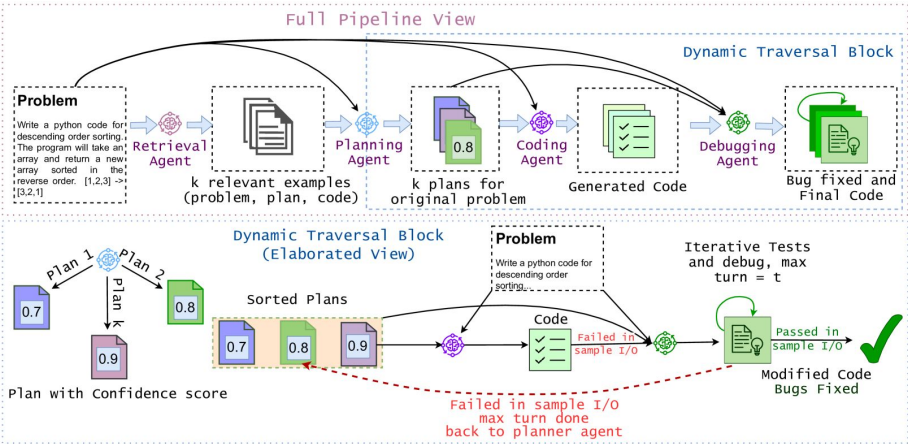 Full Pipeline View
Dynamic Traversal Block
Problem
Write a python code for
descending order sorting.
The program will take an
array and return a new
array sorted in the
reverse order. [1,2,3] ->
[3,2,1]
Retrieval
Agent
k relevant examples
(problem, plan, code)
Planning
Agent
0.8
k plans for
original problem
Coding
Agent
Generated Code
Debugging
Agent
Bug fixed and
Final Code
Dynamic Traversal Block
(Elaborated View)
Plan 1
Plan 2
Plan k
0.7
0.8
0.9
Plan with Confidence score
Sorted Plans
0.7
0.8
0.9
Problem
Write a python code for
descending order
sorting...
Code
Failed in
sample I/O
Iterative Tests
and debug, max
turn = t
Passed in
sample I/O
Modified Code
Bugs Fixed
Failed in sample I/O
max turn done
back to planner agent